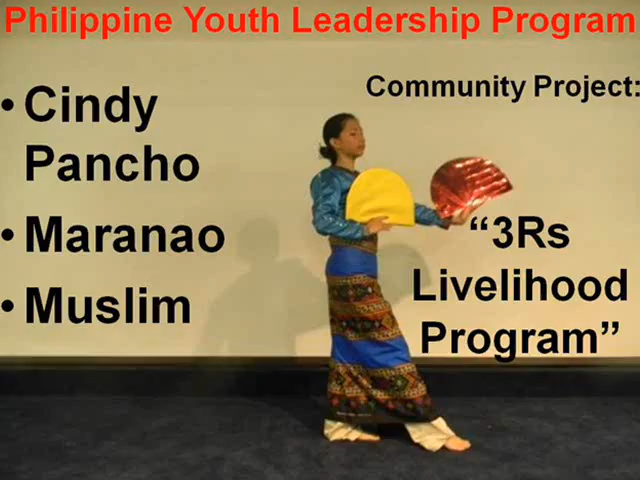 Philippine Youth Leadership Program
Community Project:
• Cindy
Pancho
• Maranao
• Muslim
“3Rs
Livelihood
Program”